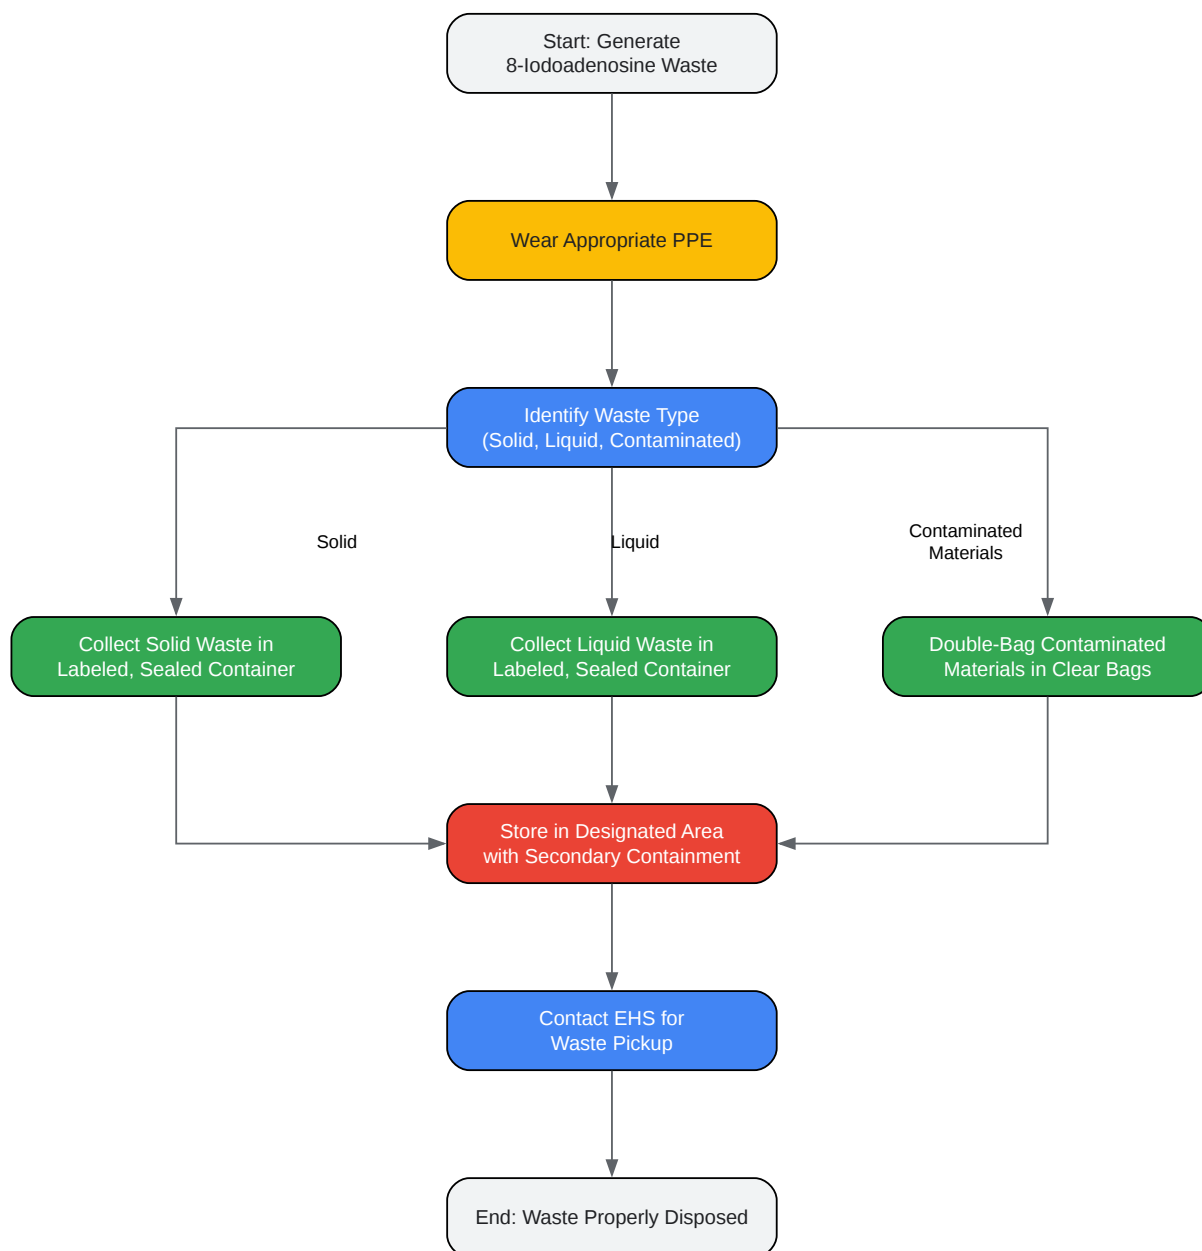 Start: Generate
8-Iodoadenosine Waste
Wear Appropriate PPE
Identify Waste Type
(Solid, Liquid, Contaminated)
Solid
Liquid
Contaminated
Materials
Collect Solid Waste in
Labeled, Sealed Container
Collect Liquid Waste in
Labeled, Sealed Container
Double-Bag Contaminated
Materials in Clear Bags
Store in Designated Area
with Secondary Containment
Contact EHS for
Waste Pickup
End: Waste Properly Disposed